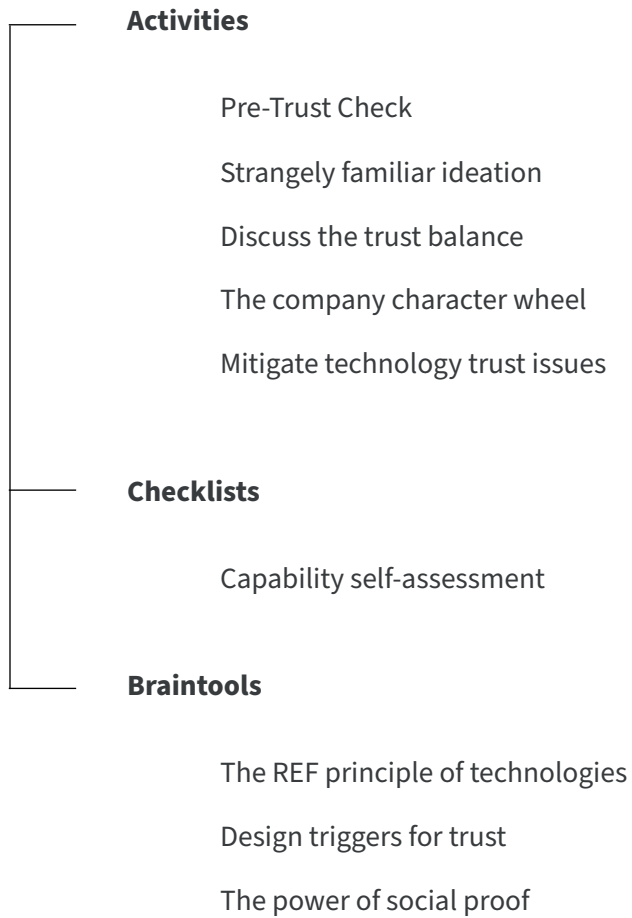 Activities
Pre-Trust Check
Strangely familiar ideation
Discuss the trust balance
The company character wheel
Mitigate technology trust issues
Checklists
Capability self-assessment
Braintools
The REF principle of technologies
Design triggers for trust
The power of social proof